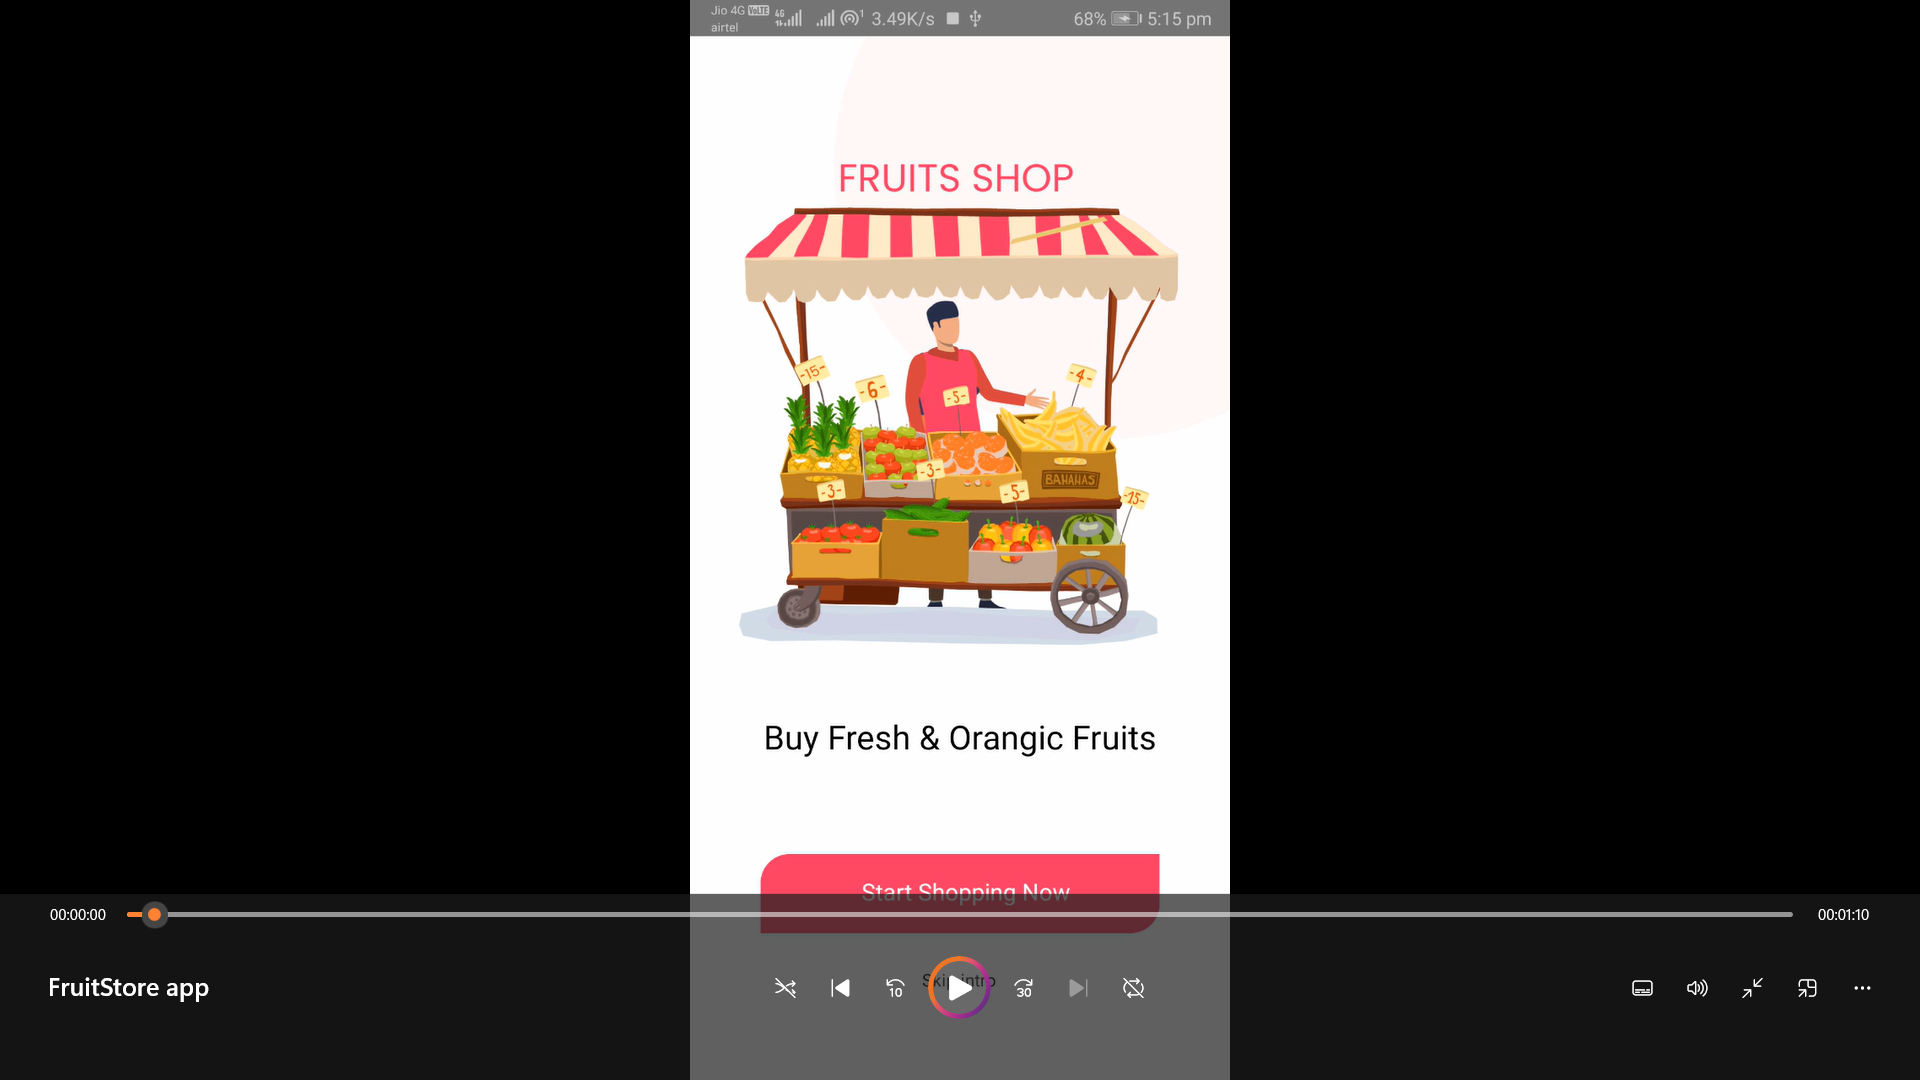 Jio 4G VoLTE 4G 1 3.49K/s 68% 5:15 pm
airtel
FRUITS SHOP
-15-
-6-
-5-
-4-
-3-
BAHAHAS
-3-
-5-
-15-
Buy Fresh & Orangic Fruits
Start Shopping Now
00:00:00
00:01:10
Skip intro
FruitStore app
10
30